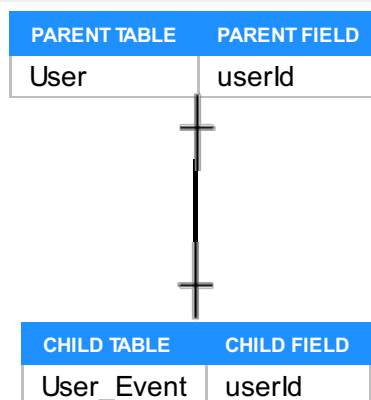 PARENT TABLE PARENT FIELD
User userId
CHILD TABLE CHILD FIELD
User_Event userId